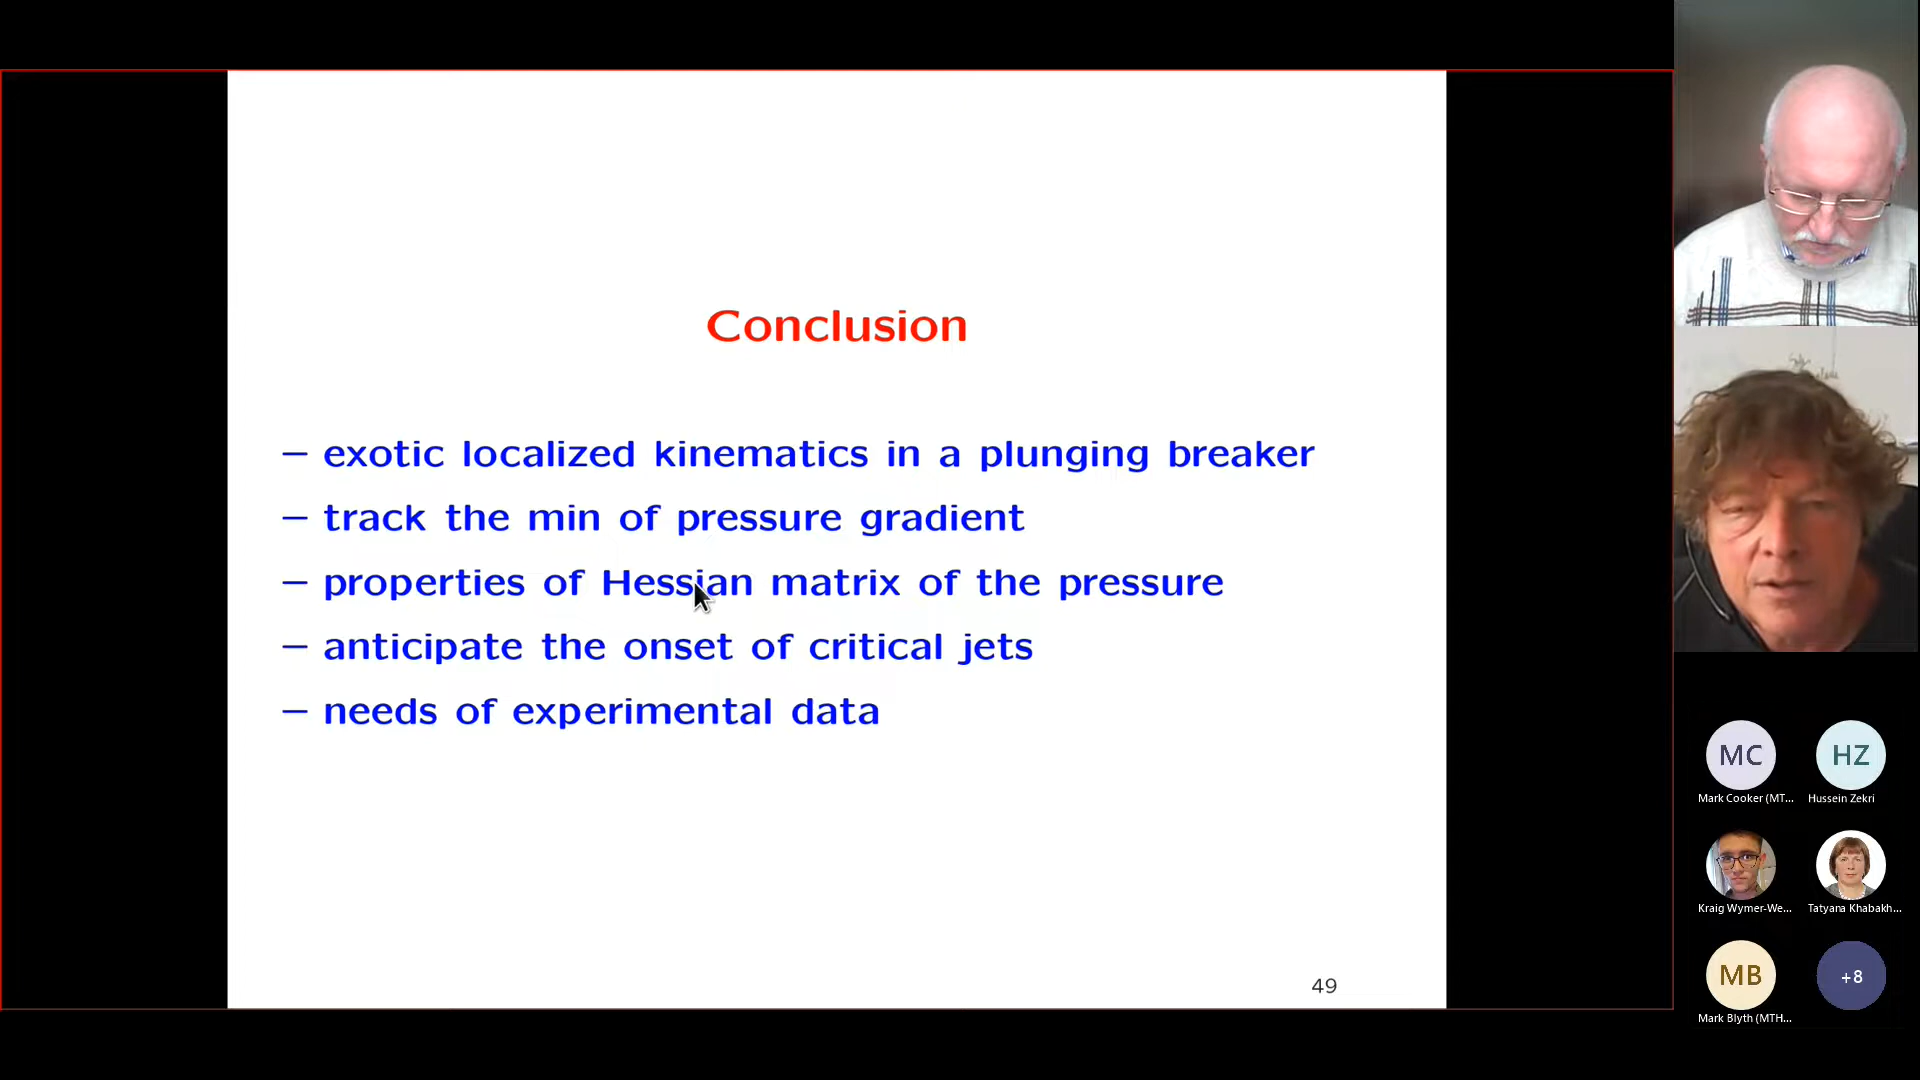 Conclusion
– exotic localized kinematics in a plunging breaker
– track the min of pressure gradient
– properties of Hessian matrix of the pressure
– anticipate the onset of critical jets
– needs of experimental data
49
MC
HZ
Mark Cooker (MT...
Hussein Zekri
Kraig Wymer-We...
Tatyana Khabakh...
MB
+8
Mark Blyth (MTH...